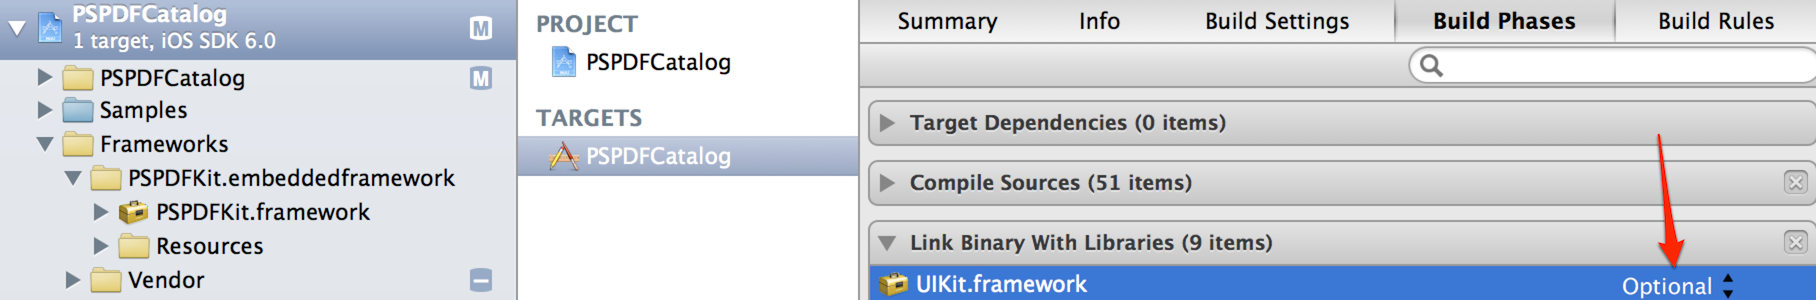 PSPDFCatalog
1 target, iOS SDK 6.0
M
PSPDFCatalog
M
Samples
Frameworks
PSPDFKit.embeddedframework
PSPDFKit.framework
Resources
Vendor
PROJECT
PSPDFCatalog
TARGETS
PSPDFCatalog
Summary
Info
Build Settings
Build Phases
Build Rules
Target Dependencies (0 items)
Compile Sources (51 items)
Link Binary With Libraries (9 items)
UIKit.framework
Optional